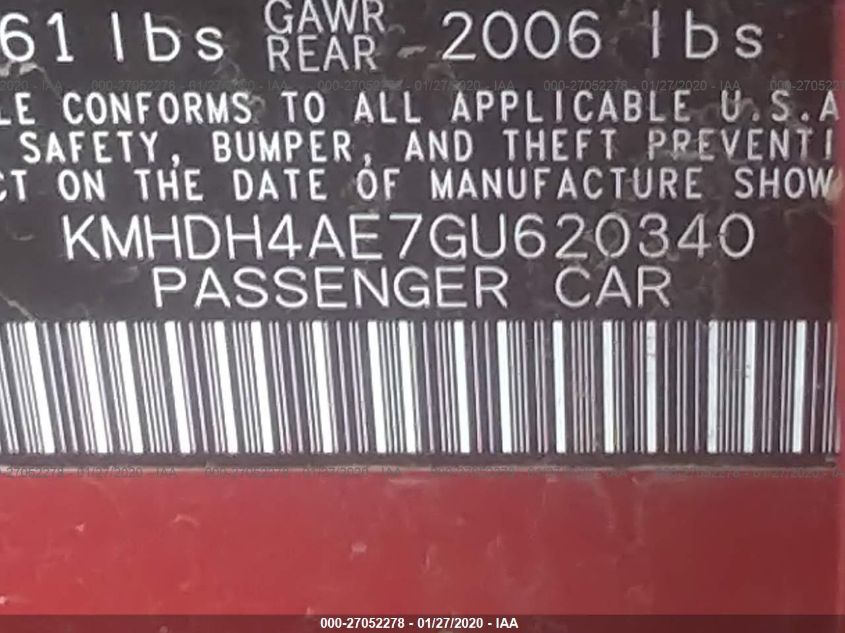 61 lbs GAWR REAR 2006 lbs
LE CONFORMS TO ALL APPLICABLE U.S.A
SAFETY, BUMPER, AND THEFT PREVENTI
CT ON THE DATE OF MANUFACTURE SHOW
KMHDH4AE7GU620340
PASSENGER CAR
000-27052278 - 01/27/2020 - IAA